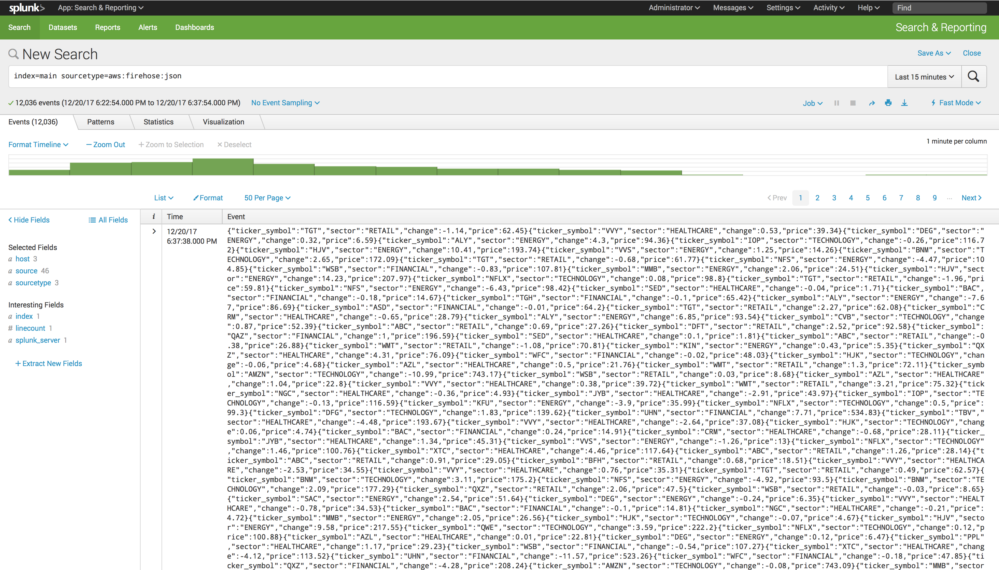 splunk> App: Search & Reporting Administrator Messages Settings Activity Help Find
Search Datasets Reports Alerts Dashboards Search & Reporting
New Search Save As Close
index=main sourcetype=aws:firehose:json Last 15 minutes
12,036 events (12/20/17 6:22:54.000 PM to 12/20/17 6:37:54.000 PM) No Event Sampling Job Fast Mode
Events (12,036) Patterns Statistics Visualization
Format Timeline — Zoom Out + Zoom to Selection × Deselect 1 minute per column
List Format 50 Per Page < Prev 1 2 3 4 5 6 7 8 9 ... Next >
< Hide Fields All Fields
Selected Fields
a host 3
a source 46
a sourcetype 3
Interesting Fields
a index 1
# linecount 1
a splunk_server 1
+ Extract New Fields
i Time Event
> 12/20/17
6:37:38.000 PM
{"ticker_symbol":"TGT","sector":"RETAIL","change":-1.14,"price":62.45}{"ticker_symbol":"VVY","sector":"HEALTHCARE","change":0.53,"price":39.34}{"ticker_symbol":"DEG","sector":"
ENERGY","change":0.32,"price":6.59}{"ticker_symbol":"ALY","sector":"ENERGY","change":4.3,"price":94.36}{"ticker_symbol":"IOP","sector":"TECHNOLOGY","change":-0.26,"price":116.7
2}{"ticker_symbol":"HJV","sector":"ENERGY","change":10.41,"price":193.74}{"ticker_symbol":"VVS","sector":"ENERGY","change":1.25,"price":14.26}{"ticker_symbol":"BNM","sector":"T
ECHNOLOGY","change":2.65,"price":172.09}{"ticker_symbol":"TGT","sector":"RETAIL","change":-0.68,"price":61.77}{"ticker_symbol":"NFS","sector":"ENERGY","change":-4.47,"price":10
4.85}{"ticker_symbol":"WSB","sector":"FINANCIAL","change":-0.83,"price":107.81}{"ticker_symbol":"MMB","sector":"ENERGY","change":2.06,"price":24.51}{"ticker_symbol":"HJV","sect
or":"ENERGY","change":14.23,"price":207.97}{"ticker_symbol":"NFLX","sector":"TECHNOLOGY","change":0.08,"price":98.8}{"ticker_symbol":"TGT","sector":"RETAIL","change":-1.96,"pri
ce":59.81}{"ticker_symbol":"NFS","sector":"ENERGY","change":-6.43,"price":98.42}{"ticker_symbol":"SED","sector":"HEALTHCARE","change":-0.04,"price":1.71}{"ticker_symbol":"BAC",
"sector":"FINANCIAL","change":-0.18,"price":14.67}{"ticker_symbol":"TGH","sector":"FINANCIAL","change":-0.1,"price":65.42}{"ticker_symbol":"ALY","sector":"ENERGY","change":-7.6
7,"price":86.69}{"ticker_symbol":"ASD","sector":"FINANCIAL","change":-0.01,"price":64.2}{"ticker_symbol":"TGT","sector":"RETAIL","change":2.27,"price":62.08}{"ticker_symbol":"C
RM","sector":"HEALTHCARE","change":-0.65,"price":28.79}{"ticker_symbol":"ALY","sector":"ENERGY","change":6.85,"price":93.54}{"ticker_symbol":"CVB","sector":"TECHNOLOGY","change
":0.87,"price":52.39}{"ticker_symbol":"ABC","sector":"RETAIL","change":0.69,"price":27.26}{"ticker_symbol":"DFT","sector":"RETAIL","change":2.52,"price":92.58}{"ticker_symbol":
"QAZ","sector":"FINANCIAL","change":1,"price":196.59}{"ticker_symbol":"SED","sector":"HEALTHCARE","change":0.1,"price":1.81}{"ticker_symbol":"ABC","sector":"RETAIL","change":-0
.38,"price":26.88}{"ticker_symbol":"WMT","sector":"RETAIL","change":-1.08,"price":70.81}{"ticker_symbol":"KIN","sector":"ENERGY","change":0.43,"price":5.35}{"ticker_symbol":"QX
Z","sector":"HEALTHCARE","change":4.31,"price":76.09}{"ticker_symbol":"WFC","sector":"FINANCIAL","change":-0.02,"price":48.03}{"ticker_symbol":"HJK","sector":"TECHNOLOGY","chan
ge":-0.06,"price":4.68}{"ticker_symbol":"AZL","sector":"HEALTHCARE","change":0.5,"price":21.76}{"ticker_symbol":"WMT","sector":"RETAIL","change":1.3,"price":72.11}{"ticker_symb
ol":"AMZN","sector":"TECHNOLOGY","change":-10.99,"price":743.17}{"ticker_symbol":"WSB","sector":"RETAIL","change":0.03,"price":8.68}{"ticker_symbol":"AZL","sector":"HEALTHCARE"
,"change":1.04,"price":22.8}{"ticker_symbol":"VVY","sector":"HEALTHCARE","change":0.38,"price":39.72}{"ticker_symbol":"WMT","sector":"RETAIL","change":3.21,"price":75.32}{"tick
er_symbol":"NGC","sector":"HEALTHCARE","change":-0.36,"price":4.93}{"ticker_symbol":"JYB","sector":"HEALTHCARE","change":-2.91,"price":43.97}{"ticker_symbol":"IOP","sector":"TE
CHNOLOGY","change":-0.13,"price":116.59}{"ticker_symbol":"KFU","sector":"ENERGY","change":-3.9,"price":35.99}{"ticker_symbol":"NFLX","sector":"TECHNOLOGY","change":0.5,"price":
99.3}{"ticker_symbol":"DFG","sector":"TECHNOLOGY","change":1.83,"price":139.62}{"ticker_symbol":"UHN","sector":"FINANCIAL","change":7.71,"price":534.83}{"ticker_symbol":"TBV","
sector":"HEALTHCARE","change":-4.48,"price":193.67}{"ticker_symbol":"VVY","sector":"HEALTHCARE","change":-2.64,"price":37.08}{"ticker_symbol":"HJK","sector":"TECHNOLOGY","chang
e":0.06,"price":4.74}{"ticker_symbol":"BAC","sector":"FINANCIAL","change":0.24,"price":14.91}{"ticker_symbol":"CRM","sector":"HEALTHCARE","change":-0.68,"price":28.11}{"ticker_
symbol":"JYB","sector":"HEALTHCARE","change":1.34,"price":45.31}{"ticker_symbol":"VVS","sector":"ENERGY","change":-1.26,"price":13}{"ticker_symbol":"NFLX","sector":"TECHNOLOGY"
,"change":1.46,"price":100.76}{"ticker_symbol":"XTC","sector":"HEALTHCARE","change":4.46,"price":117.64}{"ticker_symbol":"ABC","sector":"RETAIL","change":1.26,"price":28.14}{"t
icker_symbol":"ABC","sector":"RETAIL","change":0.91,"price":29.05}{"ticker_symbol":"BFH","sector":"RETAIL","change":0.68,"price":18.51}{"ticker_symbol":"VVY","sector":"HEALTHCA
RE","change":-2.53,"price":34.55}{"ticker_symbol":"VVY","sector":"HEALTHCARE","change":0.76,"price":35.31}{"ticker_symbol":"TGT","sector":"RETAIL","change":0.49,"price":62.57}{
"ticker_symbol":"BNM","sector":"TECHNOLOGY","change":3.11,"price":175.2}{"ticker_symbol":"NFS","sector":"ENERGY","change":-4.92,"price":93.5}{"ticker_symbol":"BNM","sector":"TE
CHNOLOGY","change":2.09,"price":177.29}{"ticker_symbol":"QXZ","sector":"RETAIL","change":2.06,"price":47.5}{"ticker_symbol":"WSB","sector":"RETAIL","change":-0.03,"price":8.65}
{"ticker_symbol":"SAC","sector":"ENERGY","change":2.54,"price":51.64}{"ticker_symbol":"DEG","sector":"ENERGY","change":-0.24,"price":6.35}{"ticker_symbol":"VVY","sector":"HEALT
HCARE","change":-0.78,"price":34.53}{"ticker_symbol":"BAC","sector":"FINANCIAL","change":-0.1,"price":14.81}{"ticker_symbol":"NGC","sector":"HEALTHCARE","change":-0.21,"price":
4.72}{"ticker_symbol":"MMB","sector":"ENERGY","change":2.05,"price":26.56}{"ticker_symbol":"HJK","sector":"TECHNOLOGY","change":-0.07,"price":4.67}{"ticker_symbol":"HJV","secto
r":"ENERGY","change":9.58,"price":217.55}{"ticker_symbol":"QWE","sector":"TECHNOLOGY","change":3.59,"price":222.2}{"ticker_symbol":"NFLX","sector":"TECHNOLOGY","change":0.12,"p
rice":100.88}{"ticker_symbol":"AZL","sector":"HEALTHCARE","change":0.01,"price":22.81}{"ticker_symbol":"DEG","sector":"ENERGY","change":0.12,"price":6.47}{"ticker_symbol":"PPL"
,"sector":"HEALTHCARE","change":1.17,"price":29.23}{"ticker_symbol":"WSB","sector":"FINANCIAL","change":-0.54,"price":107.27}{"ticker_symbol":"XTC","sector":"HEALTHCARE","chang
e":-4.12,"price":113.52}{"ticker_symbol":"UHN","sector":"FINANCIAL","change":-11.57,"price":523.26}{"ticker_symbol":"WFC","sector":"FINANCIAL","change":-0.18,"price":47.85}{"ti
cker_symbol":"QXZ","sector":"FINANCIAL","change":-4.28,"price":208.24}{"ticker_symbol":"AMZN","sector":"TECHNOLOGY","change":-0.08,"price":743.09}{"ticker_symbol":"MMB","sector